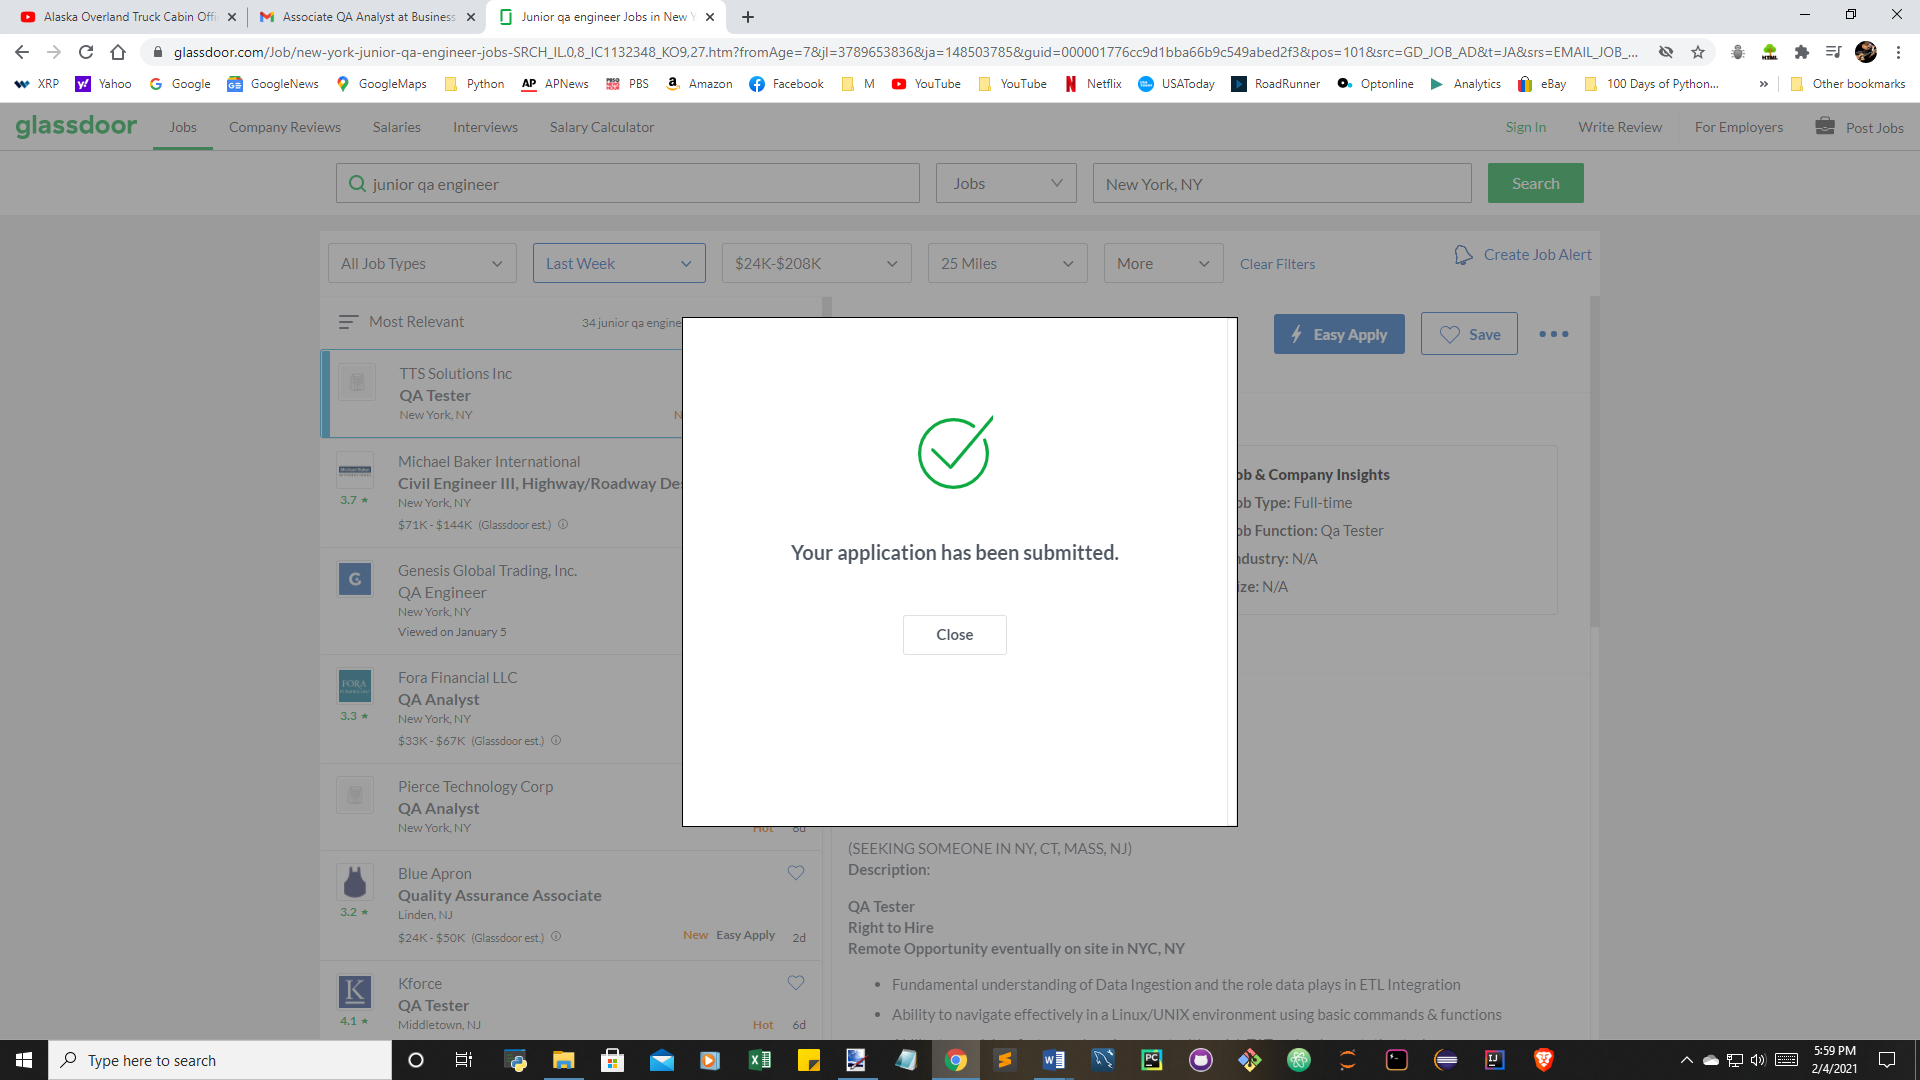 Alaska Overland Truck Cabin Offi
Associate QA Analyst at Business
Junior qa engineer Jobs in New Y
glassdoor.com/Job/new-york-junior-qa-engineer-jobs-SRCH_IL.0,8_IC1132348_KO9,27.htm?fromAge=7&jl=3789653836&ja=148503785&guid=000001776cc9d1bba66b9c549abed2f3&pos=101&src=GD_JOB_AD&t=JA&srs=EMAIL_JOB_...
XRP Yahoo Google GoogleNews GoogleMaps Python APNews PBS Amazon Facebook M YouTube YouTube Netflix USAToday RoadRunner Optonline Analytics eBay 100 Days of Python... » Other bookmarks
glassdoor Jobs Company Reviews Salaries Interviews Salary Calculator Sign In Write Review For Employers Post Jobs
junior qa engineer Jobs New York, NY Search
All Job Types Last Week $24K-$208K 25 Miles More Clear Filters Create Job Alert
Most Relevant 34 junior qa engine
Easy Apply Save
TTS Solutions Inc
QA Tester
New York, NY N
Michael Baker International
Civil Engineer III, Highway/Roadway Des
3.7 ★ New York, NY
$71K - $144K (Glassdoor est.)
Genesis Global Trading, Inc.
QA Engineer
New York, NY
Viewed on January 5
Fora Financial LLC
QA Analyst
3.3 ★ New York, NY
$33K - $67K (Glassdoor est.)
Pierce Technology Corp
QA Analyst
New York, NY
Hot 6d
Blue Apron
Quality Assurance Associate
3.2 ★ Linden, NJ
$24K - $50K (Glassdoor est.) New Easy Apply 2d
Kforce
QA Tester
4.1 ★ Middletown, NJ Hot 6d
Your application has been submitted.
Close
ob & Company Insights
ob Type: Full-time
ob Function: Qa Tester
ndustry: N/A
ize: N/A
(SEEKING SOMEONE IN NY, CT, MASS, NJ)
Description:
QA Tester
Right to Hire
Remote Opportunity eventually on site in NYC, NY
• Fundamental understanding of Data Ingestion and the role data plays in ETL Integration
• Ability to navigate effectively in a Linux/UNIX environment using basic commands & functions
Type here to search
5:59 PM
2/4/2021